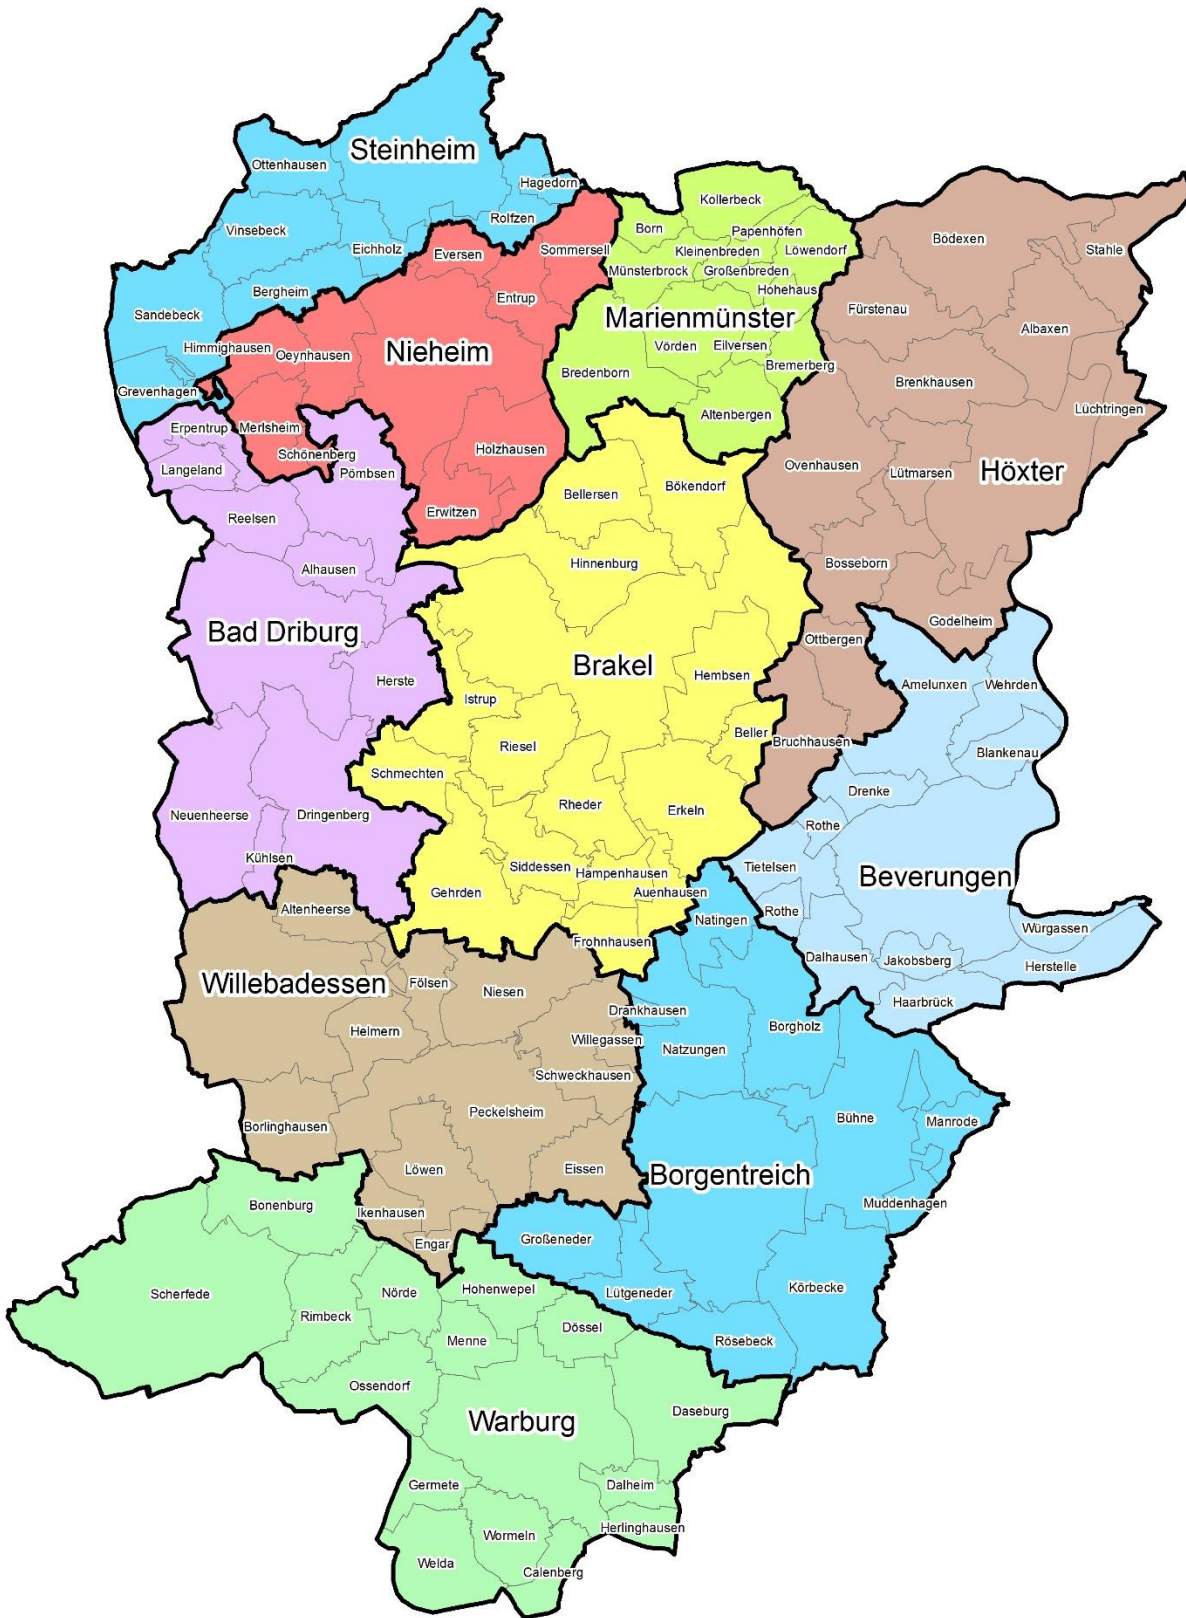 Steinheim
Ottenhausen
Hagedorn
Vinsebeck
Rolfzen
Eichholz
Bergheim
Sandebeck
Himmighausen
Grevenhagen
Eversen
Sommersell
Entrup
Oeynhausen
Nieheim
Merlsheim
Schönenberg
Holzhausen
Erwitzen
Kollerbeck
Born
Papenhöfen
Kleinenbreden
Löwendorf
Münsterbrock
Großenbreden
Hohehaus
Marienmünster
Vörden
Eilversen
Bredenborn
Bremerberg
Altenbergen
Bödexen
Stahle
Fürstenau
Albaxen
Brenkhausen
Lüchtringen
Ovenhausen
Lütmarsen
Höxter
Bosseborn
Godelheim
Ottbergen
Bruchhausen
Erpentrup
Langeland
Pömbsen
Reelsen
Alhausen
Bad Driburg
Herste
Neuenheerse
Dringenberg
Kühlsen
Bellersen
Bökendorf
Hinnenburg
Brakel
Hembsen
Istrup
Riesel
Beller
Schmechten
Rheder
Erkeln
Siddessen
Hampenhausen
Gehrden
Auenhausen
Frohnhausen
Amelunxen
Wehrden
Blankenau
Drenke
Rothe
Tietelsen
Beverungen
Rothe
Würgassen
Dalhausen
Jakobsberg
Herstelle
Haarbrück
Altenheerse
Willebadessen
Fölsen
Niesen
Helmern
Willegassen
Schweckhausen
Peckelsheim
Borlinghausen
Löwen
Eissen
Ikenhausen
Engar
Natingen
Drankhausen
Borgholz
Natzungen
Bühne
Manrode
Borgentreich
Muddenhagen
Großeneder
Lütgeneder
Körbecke
Rösebeck
Bonenburg
Scherfede
Nörde
Hohenwepel
Rimbeck
Menne
Dössel
Ossendorf
Warburg
Daseburg
Germete
Dalheim
Wormeln
Herlinghausen
Welda
Calenberg